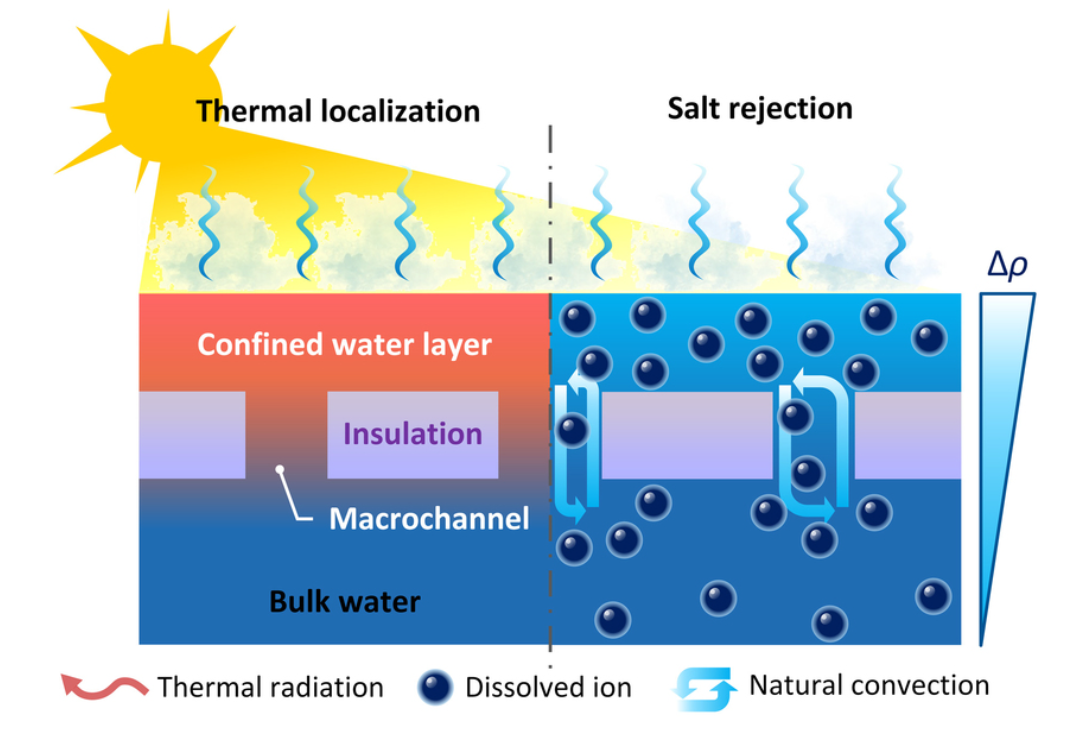 Thermal localization
Salt rejection
Δρ
Confined water layer
Insulation
Macrochannel
Bulk water
Thermal radiation
Dissolved ion
Natural convection